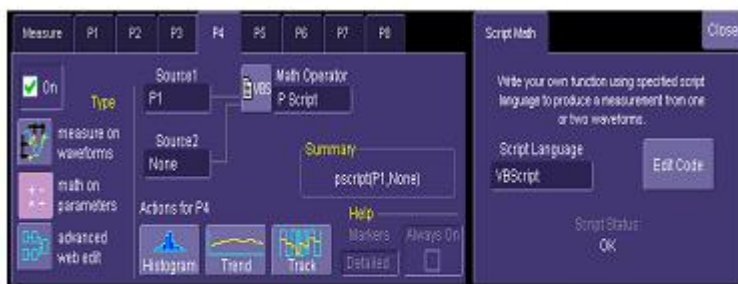 Measure P1 P2 P3 P4 P5 P6 P7 P8
On
Type
measure on
waveforms
math on
parameters
advanced
web edit
Source1
P1
Source2
None
VBS
Math Operator
P Script
Summary
pscript(P1,None)
Actions for P4
Histogram
Trend
Track
Help
Markers
Always On
Detailed
Script Math
Close
Write your own function using specified script
language to produce a measurement from one
or two waveforms.
Script Language
VBScript
Edit Code
Script Status:
OK